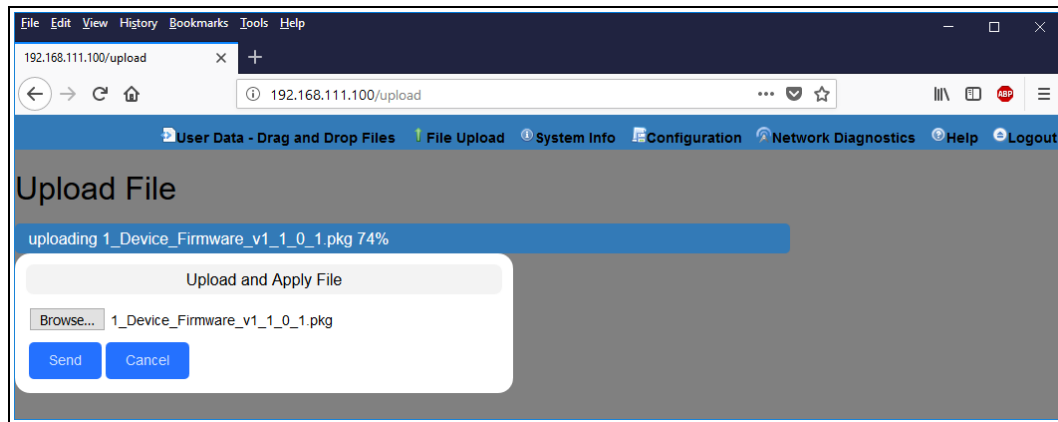 File Edit View History Bookmarks Tools Help
192.168.111.100/upload
192.168.111.100/upload
User Data - Drag and Drop Files File Upload System Info Configuration Network Diagnostics Help Logout
Upload File
uploading 1_Device_Firmware_v1_1_0_1.pkg 74%
Upload and Apply File
Browse... 1_Device_Firmware_v1_1_0_1.pkg
Send Cancel